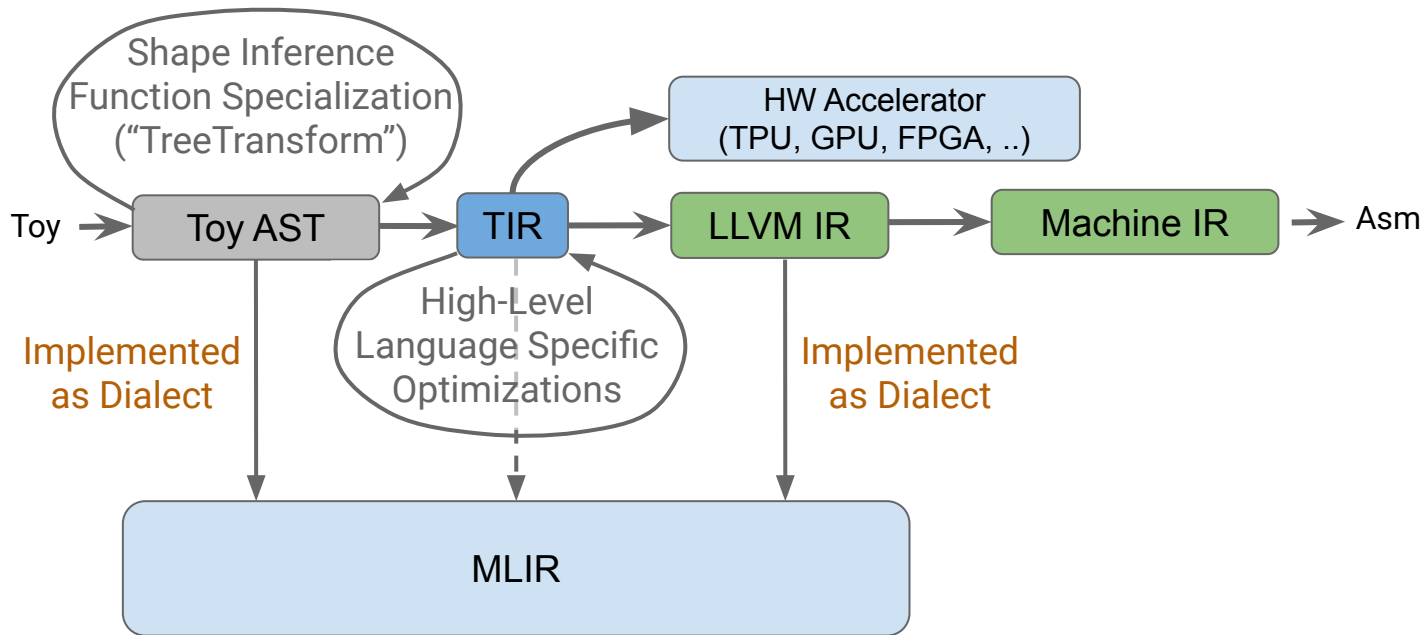 Shape Inference
Function Specialization
(“TreeTransform”)
HW Accelerator
(TPU, GPU, FPGA, ..)
Toy
Toy AST
TIR
LLVM IR
Machine IR
Asm
High-Level
Language Specific
Optimizations
Implemented
as Dialect
Implemented
as Dialect
MLIR